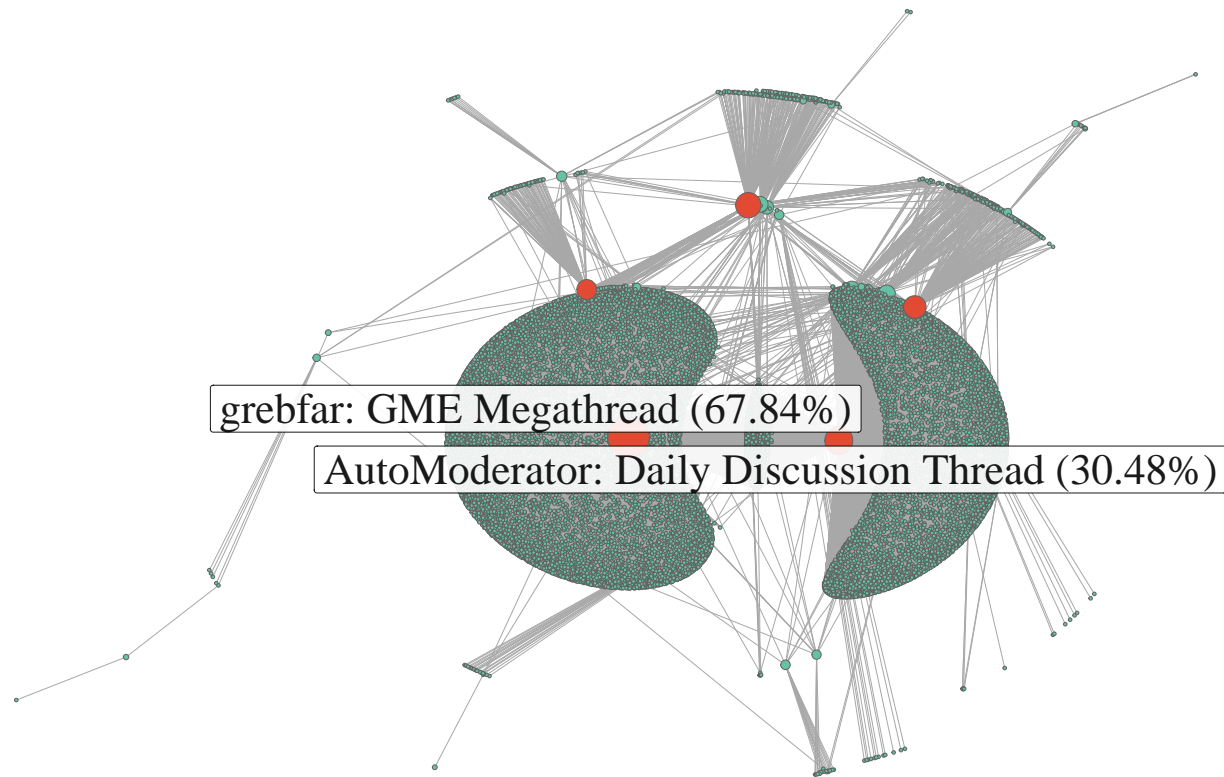 grebfar: GME Megathread (67.84%)
AutoModerator: Daily Discussion Thread (30.48%)